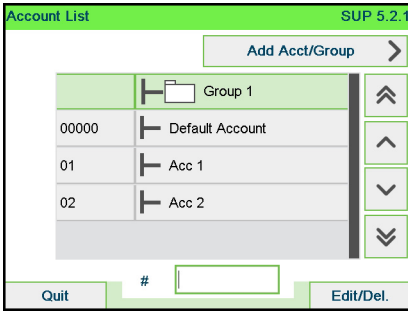 Account List SUP 5.2.1
Add Acct/Group
Group 1
00000 Default Account
01 Acc 1
02 Acc 2
#
Quit Edit/Del.